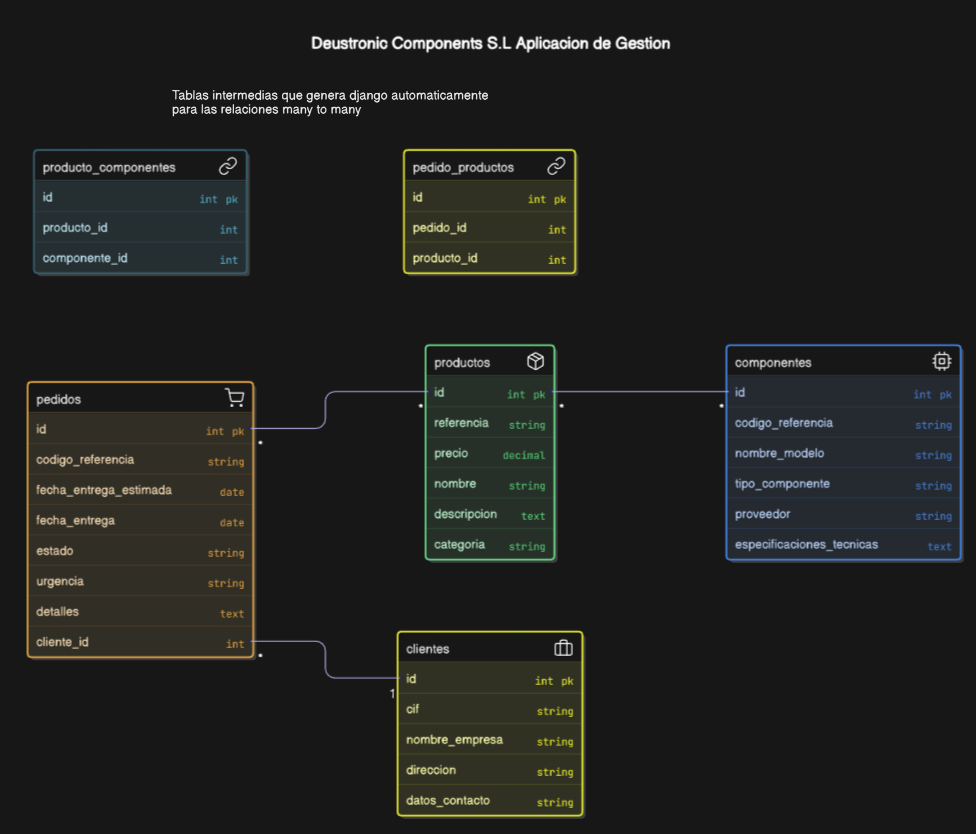 Deustronic Components S.L Aplicacion de Gestion
Tablas intermedias que genera django automaticamente
para las relaciones many to many
producto_componentes
id int pk
producto_id int
componente_id int
pedido_productos
id int pk
pedido_id int
producto_id int
pedidos
id int pk
codigo_referencia string
fecha_entrega_estimada date
fecha_entrega date
estado string
urgencia string
detalles text
cliente_id int
productos
id int pk
referencia string
precio decimal
nombre string
descripcion text
categoria string
componentes
id int pk
codigo_referencia string
nombre_modelo string
tipo_componente string
proveedor string
especificaciones_tecnicas text
1
clientes
id int pk
cif string
nombre_empresa string
direccion string
datos_contacto string